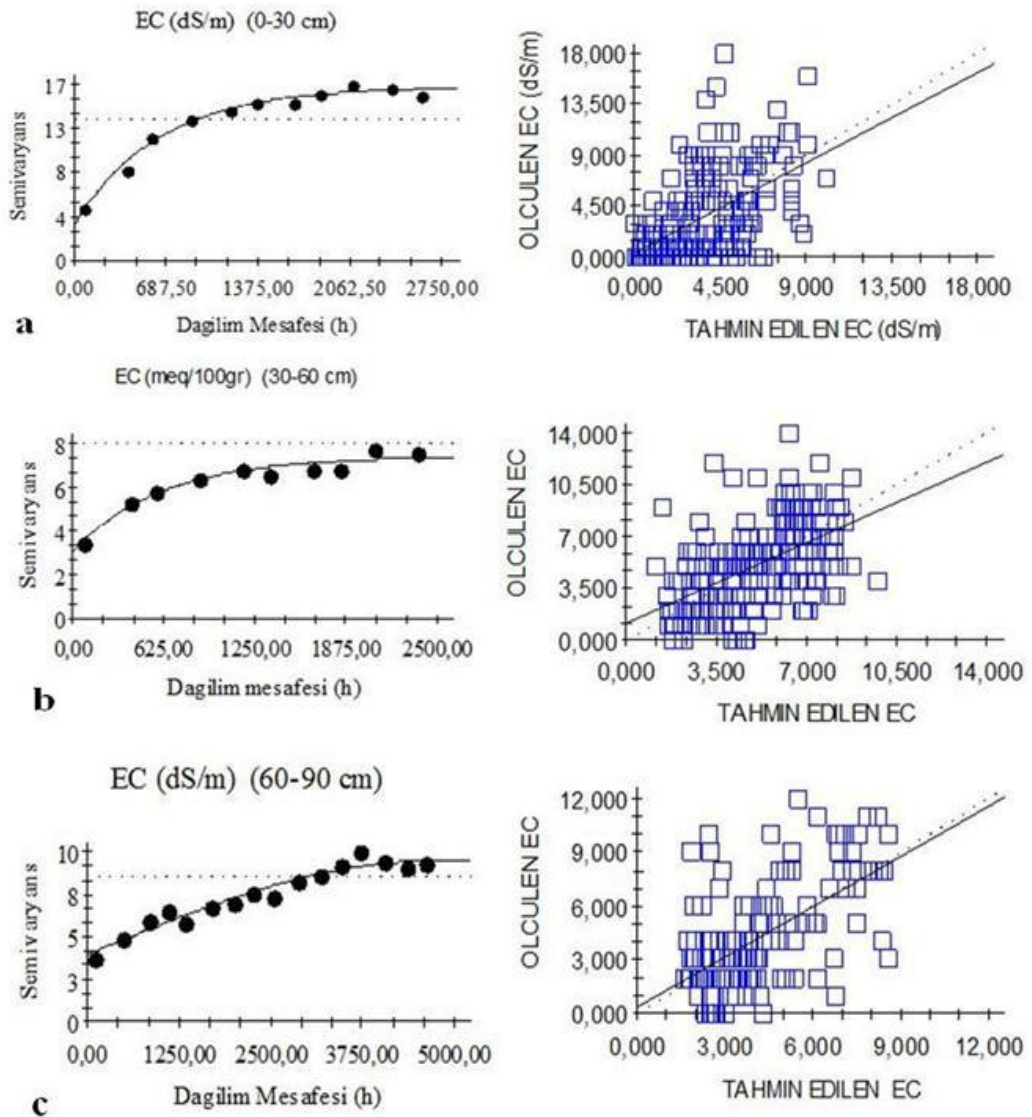 EC (dS/m) (0-30 cm)
Semivaryans
17
13
8
4
0
0,00 687,50 1375,00 2062,50 2750,00
Dagilim Mesafesi (h)
a
OLCULEN EC (dS/m)
18,000
13,500
9,000
4,500
0,000
0,000 4,500 9,000 13,500 18,000
TAHMIN EDILEN EC (dS/m)
EC (meq/100gr) (30-60 cm)
Semivaryans
8
6
4
2
0
0,00 625,00 1250,00 1875,00 2500,00
Dagilim mesafesi (h)
b
OLCULEN EC
14,000
10,500
7,000
3,500
0,000
0,000 3,500 7,000 10,500 14,000
TAHMIN EDILEN EC
EC (dS/m) (60-90 cm)
Semivaryans
10
8
5
3
0
0,00 1250,00 2500,00 3750,00 5000,00
Dagilim Mesafesi (h)
c
OLCULEN EC
12,000
9,000
6,000
3,000
0,000
0,000 3,000 6,000 9,000 12,000
TAHMIN EDILEN EC